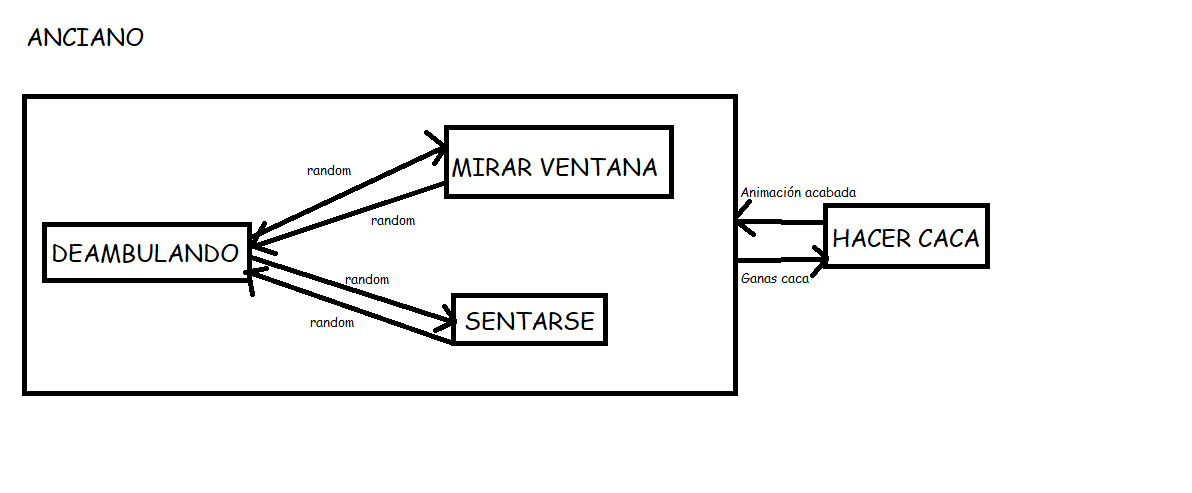 ANCIANO
random
MIRAR VENTANA
random
DEAMBULANDO
random
SENTARSE
random
Animación acabada
HACER CACA
Ganas caca